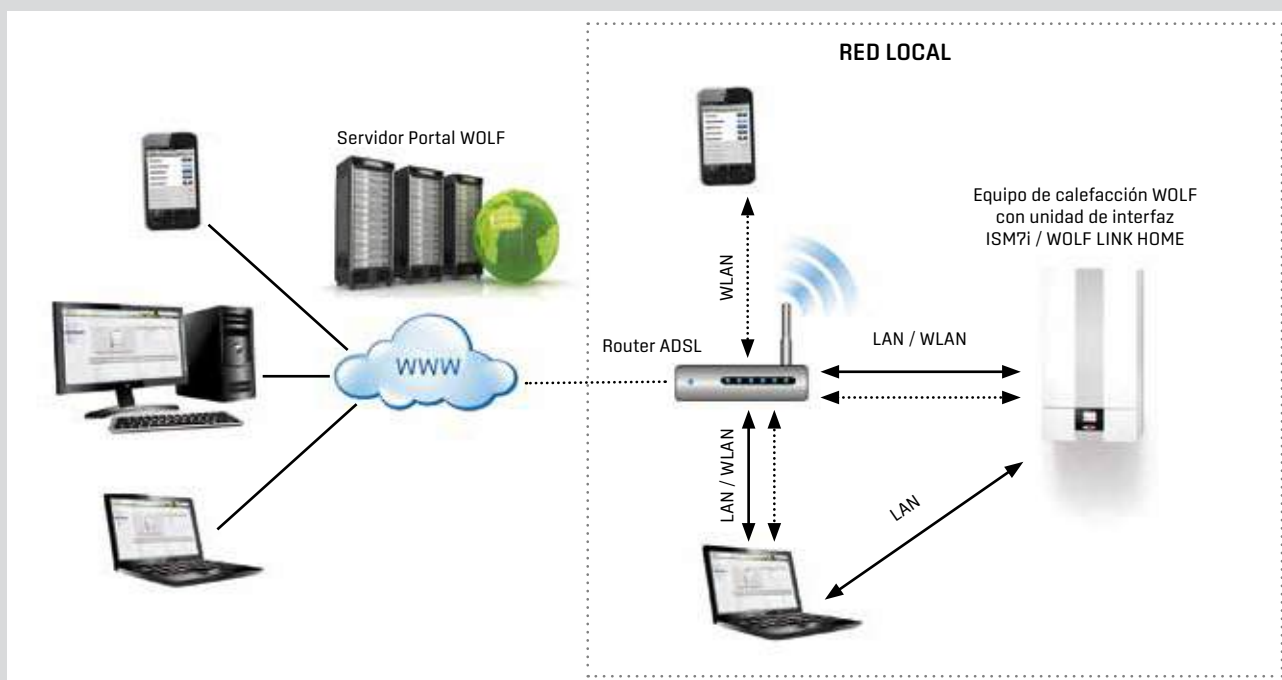 RED LOCAL
Servidor Portal WOLF
Equipo de calefacción WOLF
con unidad de interfaz
ISM7i / WOLF LINK HOME
WLAN
Router ADSL
LAN / WLAN
WWW
LAN / WLAN
LAN